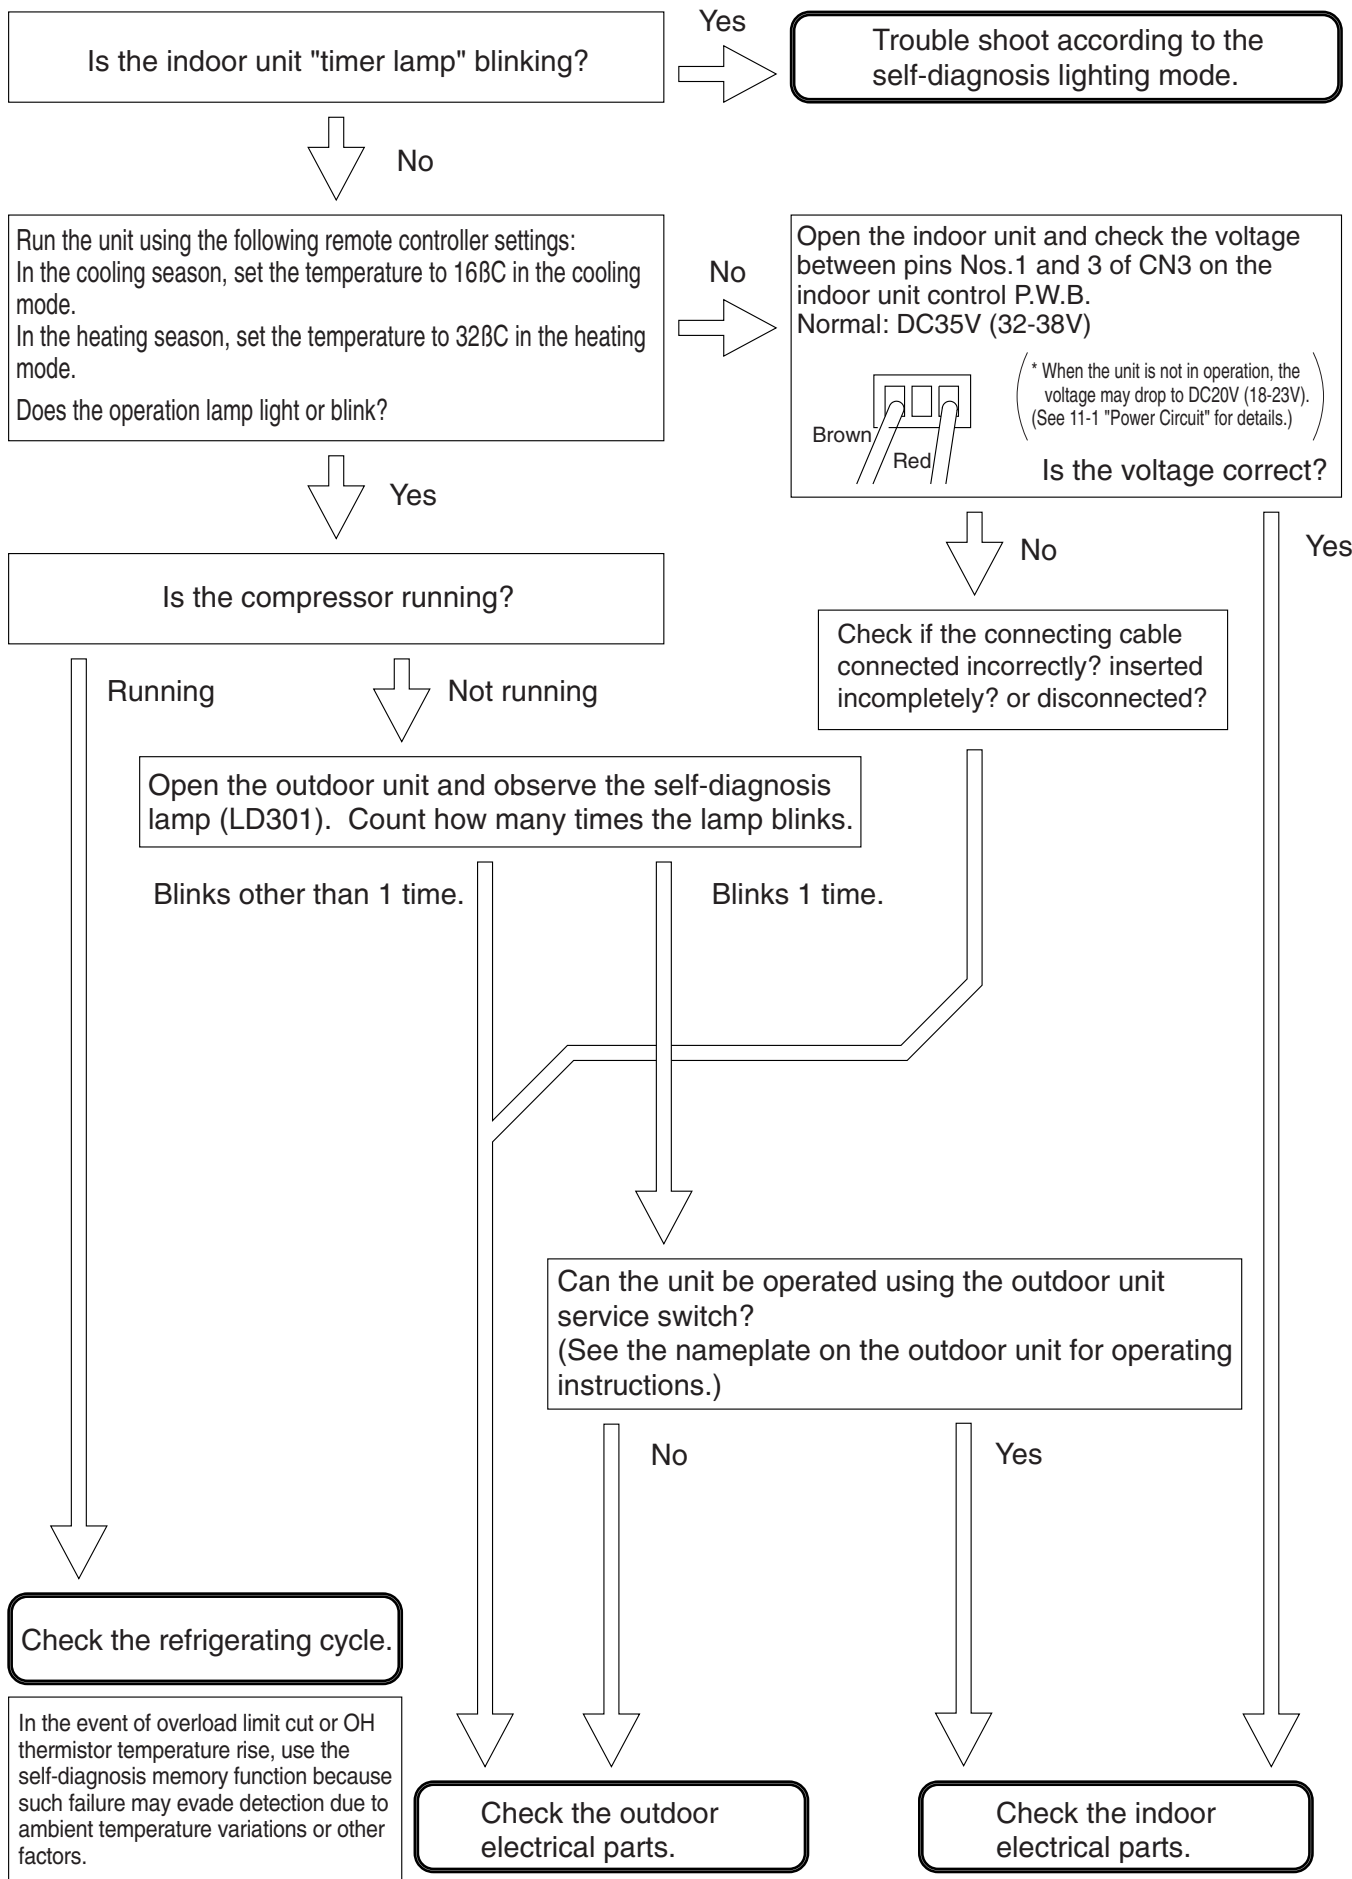 Is the indoor unit "timer lamp" blinking?
Yes
Trouble shoot according to the
self-diagnosis lighting mode.
No
Run the unit using the following remote controller settings:
In the cooling season, set the temperature to 16ßC in the cooling
mode.
In the heating season, set the temperature to 32ßC in the heating
mode.
Does the operation lamp light or blink?
No
Open the indoor unit and check the voltage
between pins Nos.1 and 3 of CN3 on the
indoor unit control P.W.B.
Normal: DC35V (32-38V)
* When the unit is not in operation, the
voltage may drop to DC20V (18-23V).
(See 11-1 "Power Circuit" for details.)
Brown
Red
Is the voltage correct?
Yes
No
Yes
Is the compressor running?
Check if the connecting cable
connected incorrectly? inserted
incompletely? or disconnected?
Running
Not running
Open the outdoor unit and observe the self-diagnosis
lamp (LD301).  Count how many times the lamp blinks.
Blinks other than 1 time.
Blinks 1 time.
Can the unit be operated using the outdoor unit
service switch?
(See the nameplate on the outdoor unit for operating
instructions.)
No
Yes
Check the refrigerating cycle.
In the event of overload limit cut or OH
thermistor temperature rise, use the
self-diagnosis memory function because
such failure may evade detection due to
ambient temperature variations or other
factors.
Check the outdoor
electrical parts.
Check the indoor
electrical parts.